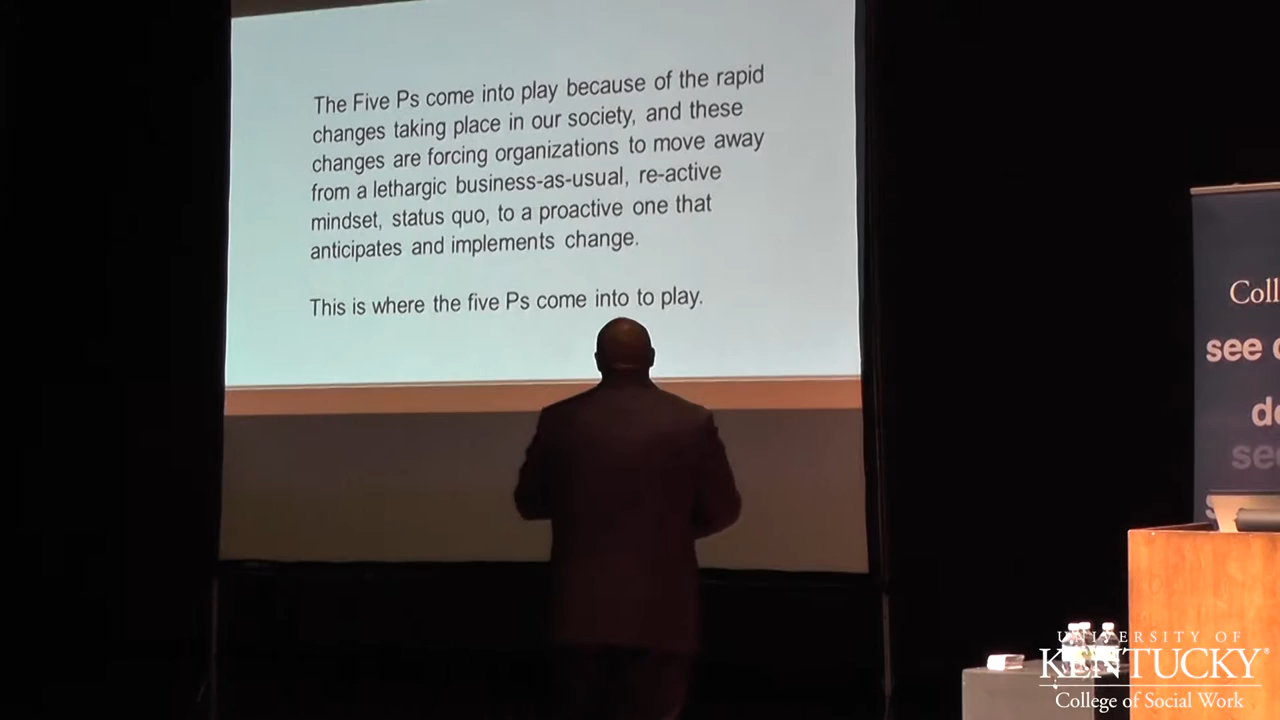 The Five Ps come into play because of the rapid
changes taking place in our society, and these
changes are forcing organizations to move away
from a lethargic business-as-usual, re-active
mindset, status quo, to a proactive one that
anticipates and implements change.
This is where the five Ps come into to play.
Coll
see
de
see
UNIVERSITY OF
KENTUCKY®
College of Social Work